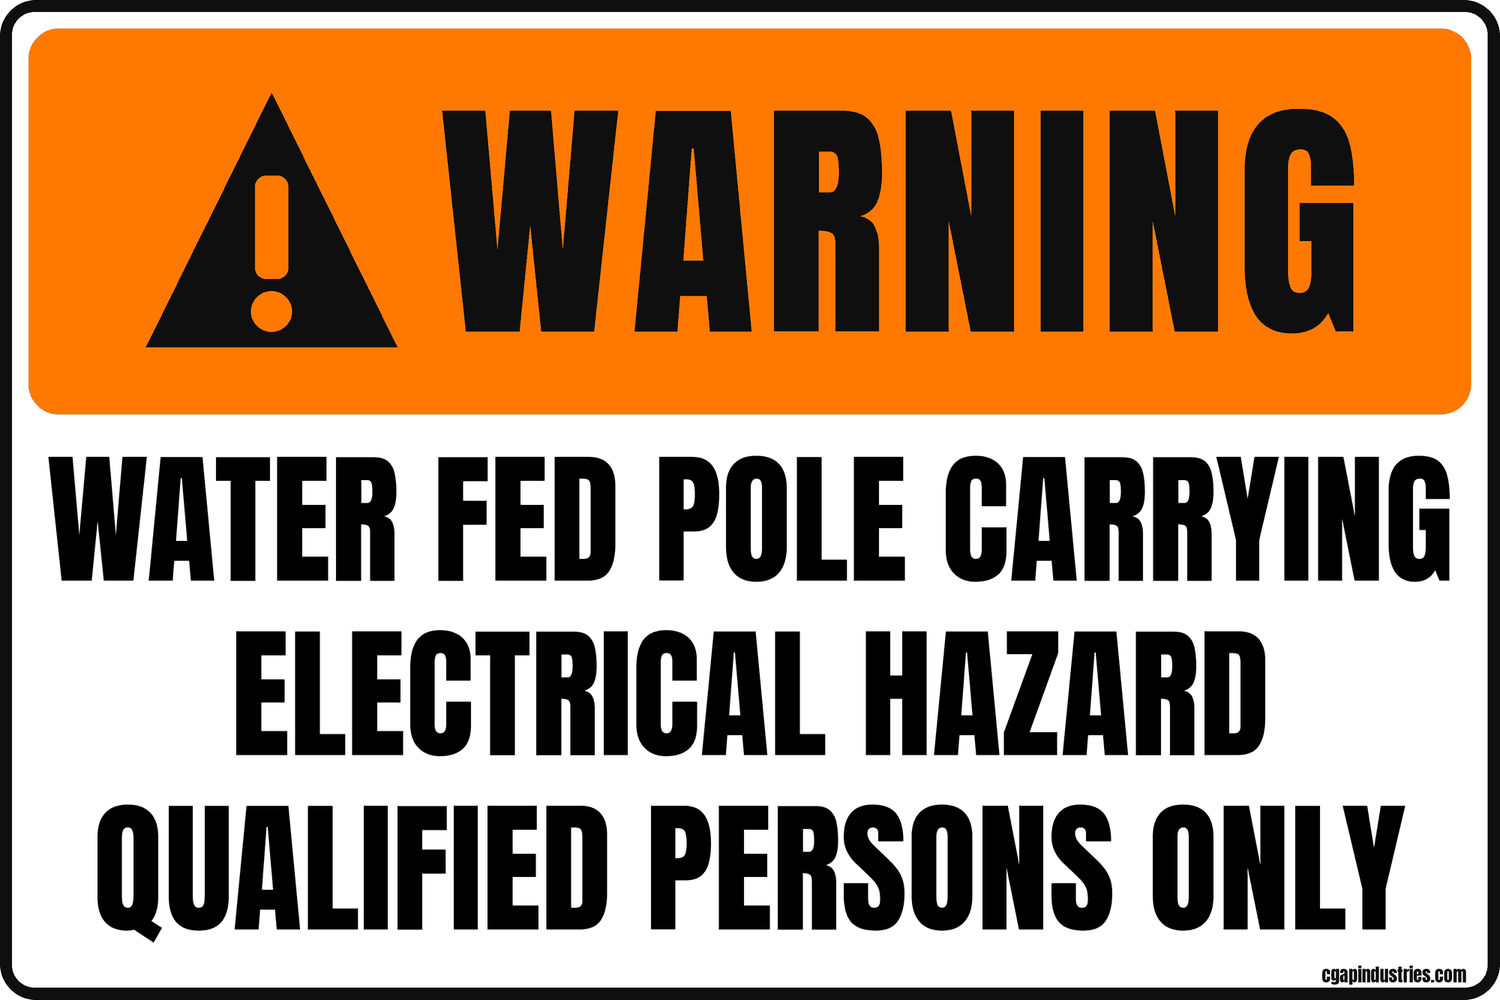 WARNING
WATER FED POLE CARRYING
ELECTRICAL HAZARD
QUALIFIED PERSONS ONLY
cgapindustries.com